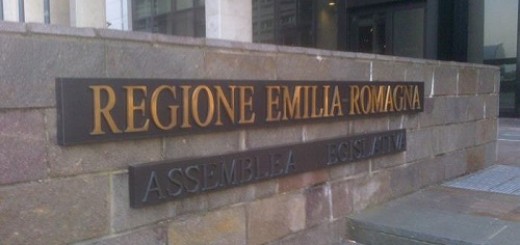 REGIONE EMILIA-ROMAGNA
ASSEMBLEA LEGISLATIVA